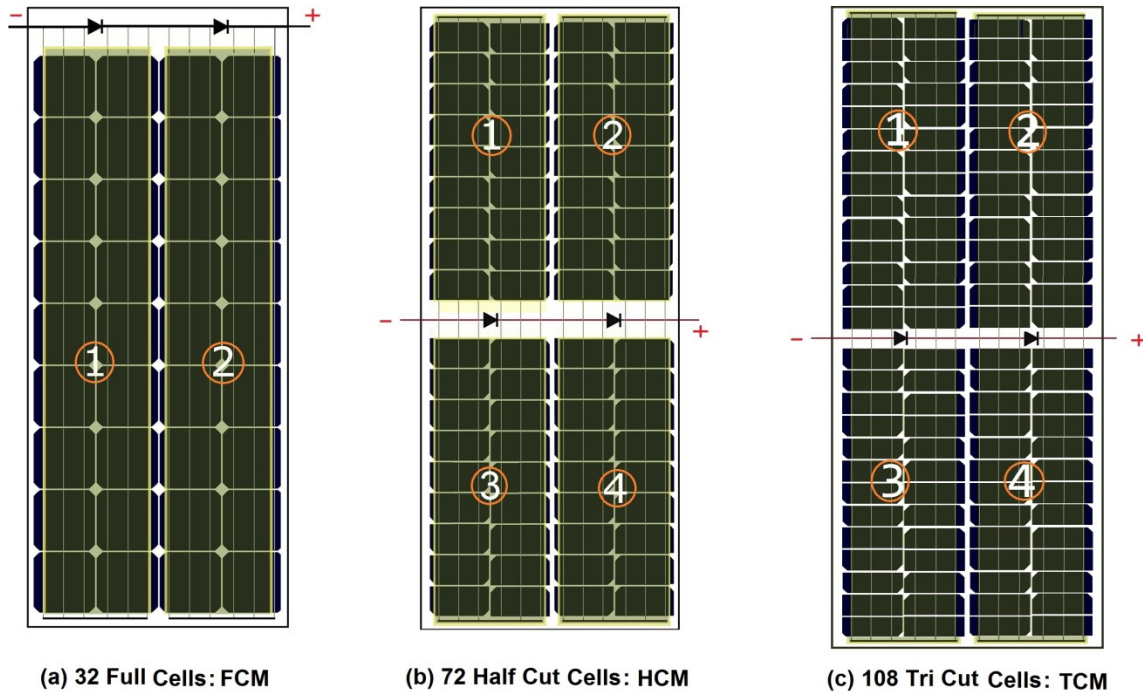 - +
1 2
(a) 32 Full Cells: FCM
1 2
- +
3 4
(b) 72 Half Cut Cells: HCM
1 2
- +
3 4
(c) 108 Tri Cut Cells: TCM